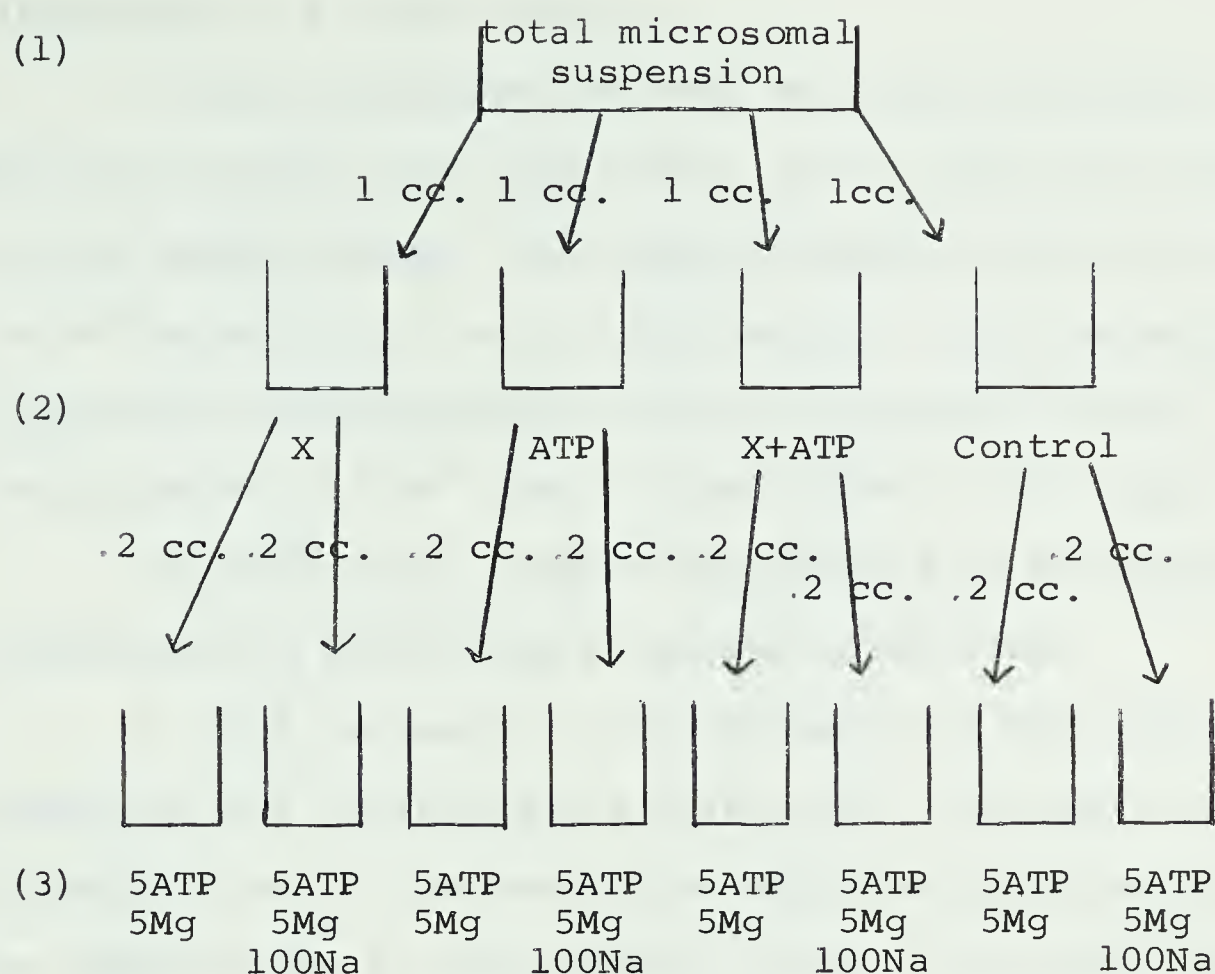 (1)
total microsomal
suspension
1 cc. 1 cc. 1 cc. 1cc.
(2)
X ATP X+ATP Control
.2 cc. .2 cc. .2 cc. .2 cc. .2 cc. .2 cc.
.2 cc. .2 cc.
(3) 5ATP 5ATP 5ATP 5ATP 5ATP 5ATP 5ATP 5ATP
5Mg 5Mg 5Mg 5Mg 5Mg 5Mg 5Mg 5Mg
100Na 100Na 100Na 100Na